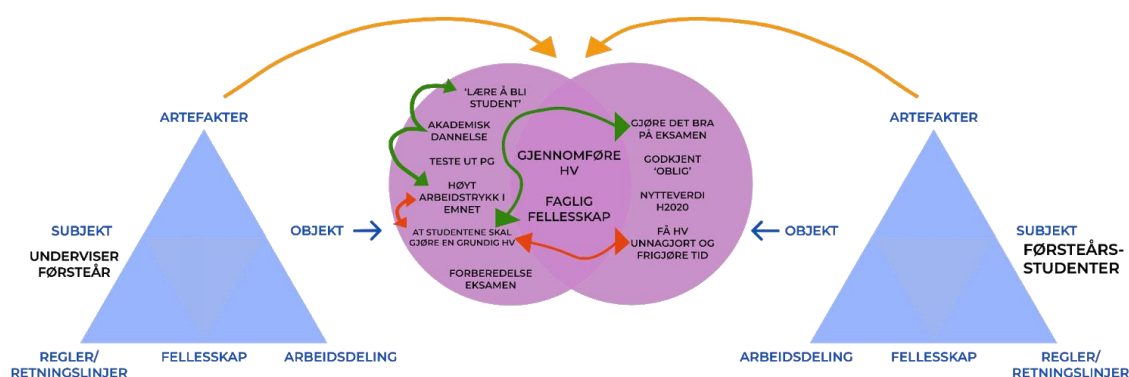 ARTEFAKTER
SUBJEKT
UNDERVISER
FØRSTEÅR
OBJEKT
REGLER/
RETNINGSLINJER
FELLESSKAP
ARBEIDSDELING
'LÆRE Å BLI
STUDENT'
AKADEMISK
DANNELSE
TESTE UT PG
HØYT
ARBEIDSTRYKK I
EMNET
AT STUDENTENE SKAL
GJØRE EN GRUNDIG HV
FORBEREDELSE
EKSAMEN
GJENNOMFØRE
HV
FAGLIG
FELLESSKAP
GJØRE DET BRA
PÅ EKSAMEN
GODKJENT
'OBLIG'
NYTTEVERDI
H2020
FÅ HV
UNNAGJORT OG
FRIGJØRE TID
ARTEFAKTER
OBJEKT
SUBJEKT
FØRSTEÅRS-
STUDENTER
ARBEIDSDELING
FELLESSKAP
REGLER/
RETNINGSLINJER